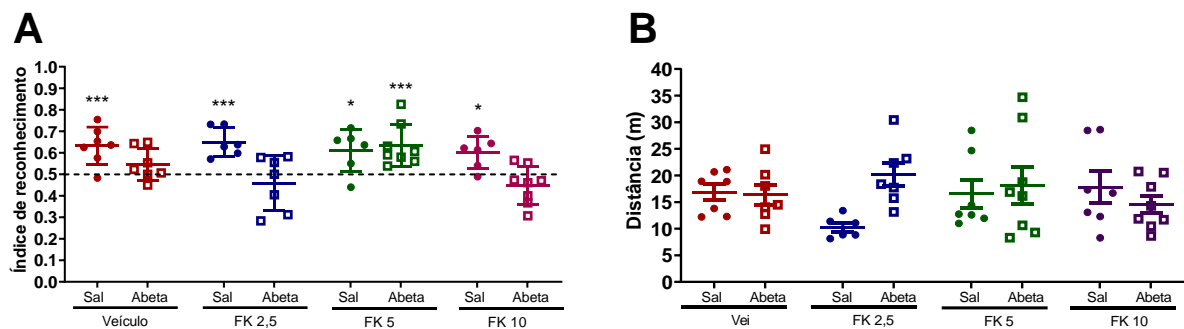 A
Índice de reconhecimento
1.0
0.9
0.8
0.7
0.6
0.5
0.4
0.3
0.2
0.1
0.0
*** *** * *** *
Sal Abeta Sal Abeta Sal Abeta Sal Abeta
Veículo FK 2,5 FK 5 FK 10
B
Distância (m)
40
35
30
25
20
15
10
5
0
Sal Abeta Sal Abeta Sal Abeta Sal Abeta
Vei FK 2,5 FK 5 FK 10